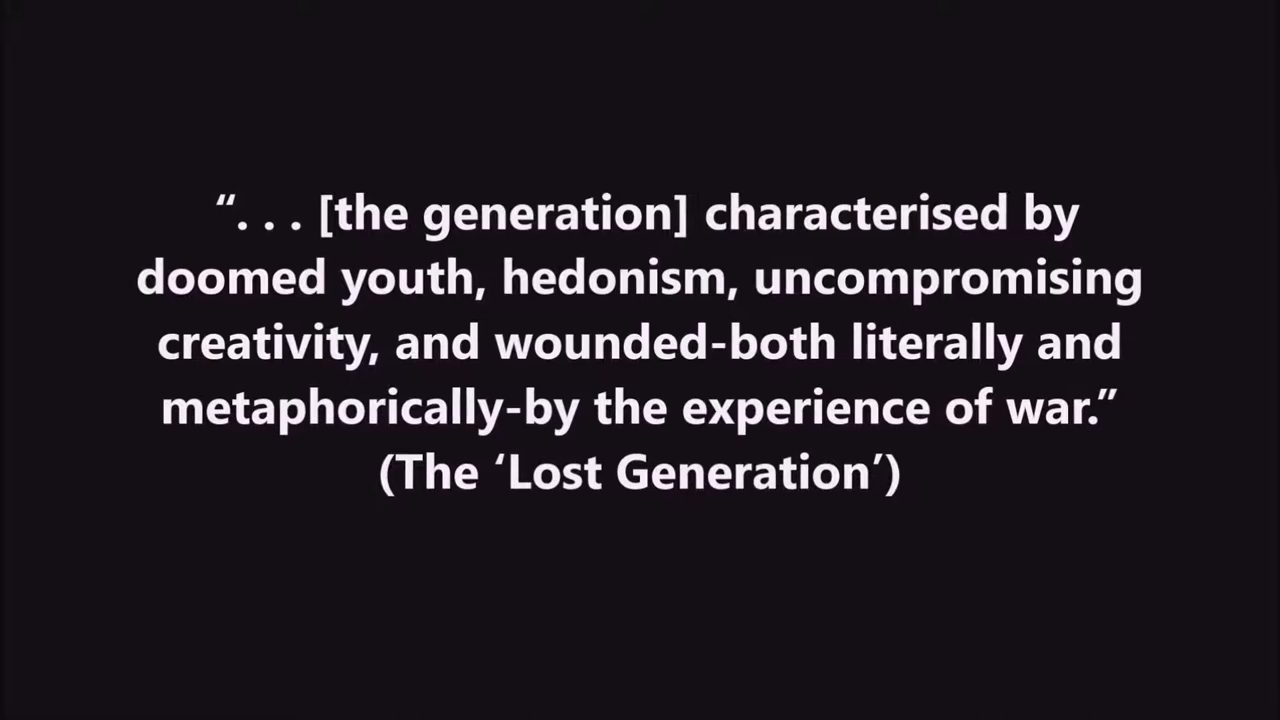 “. . . [the generation] characterised by
doomed youth, hedonism, uncompromising
creativity, and wounded-both literally and
metaphorically-by the experience of war.”
(The ‘Lost Generation’)